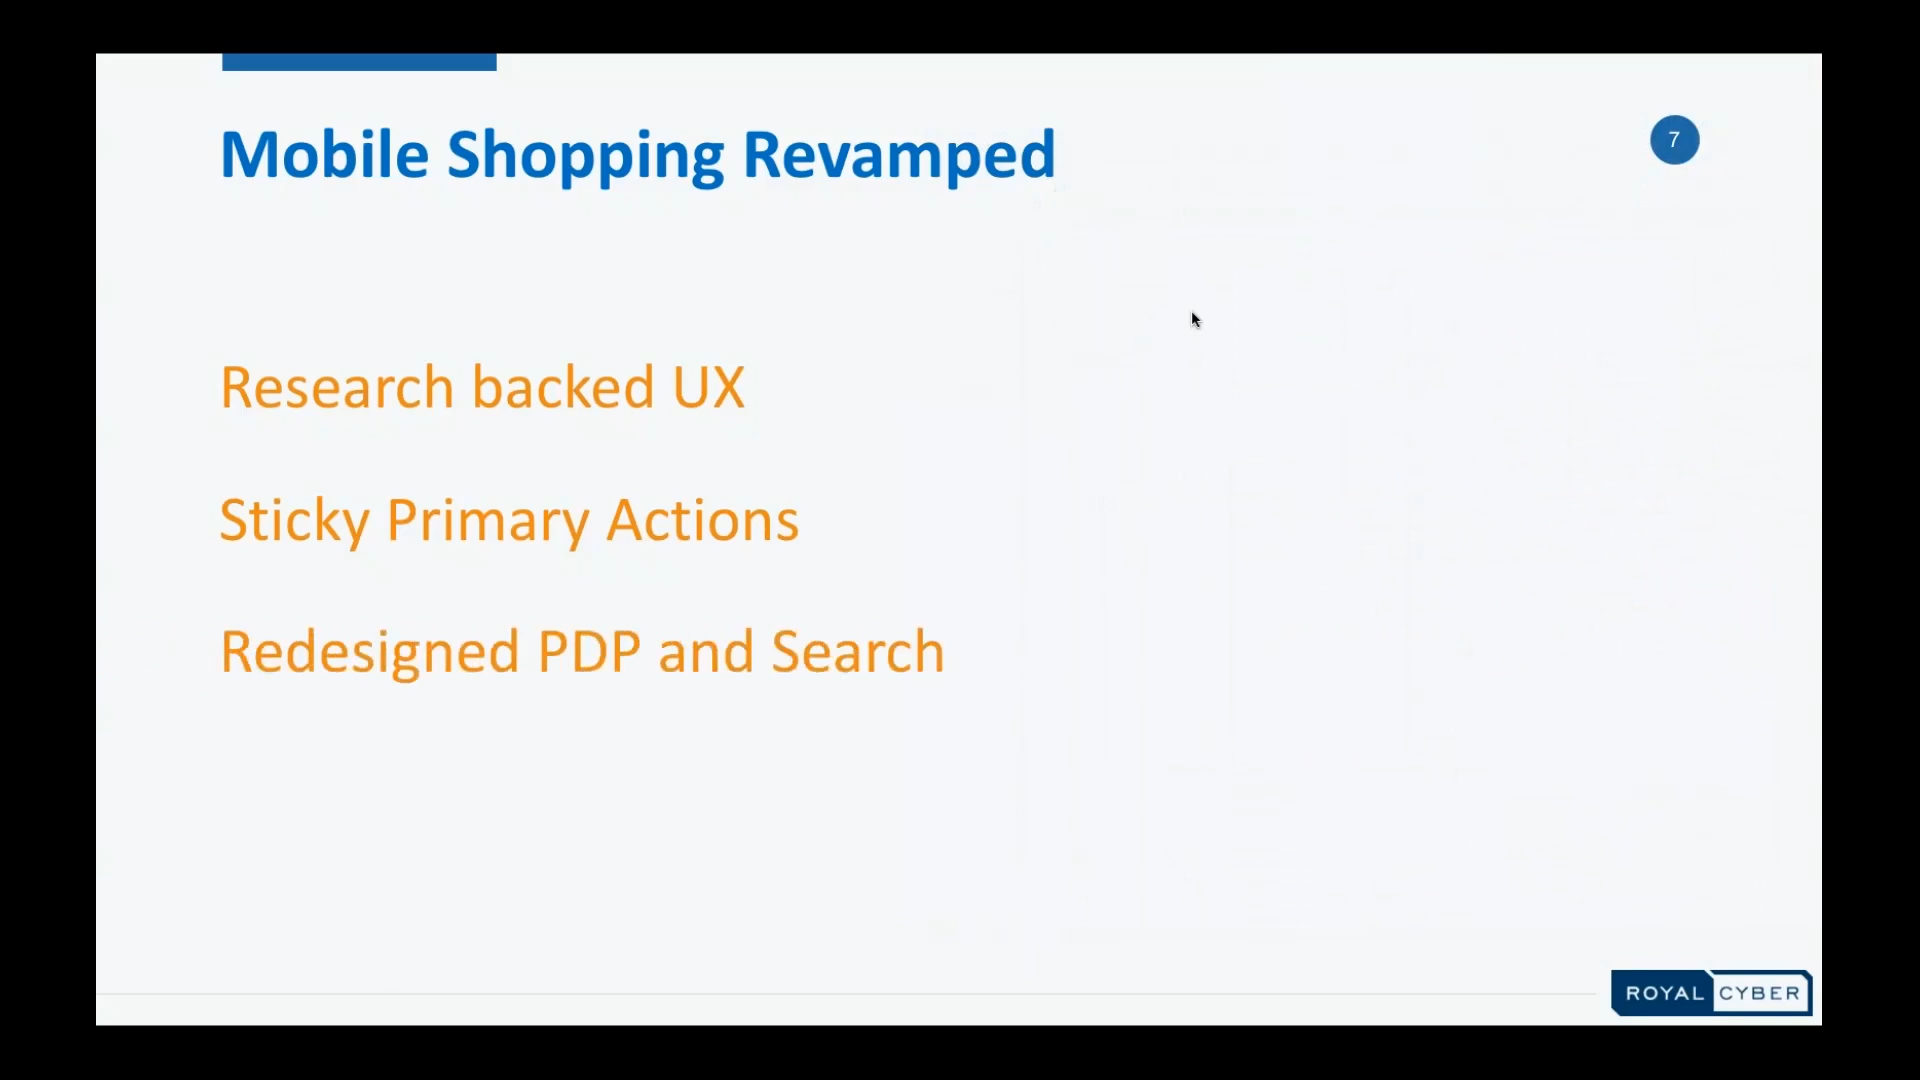 Mobile Shopping Revamped
7
Research backed UX
Sticky Primary Actions
Redesigned PDP and Search
ROYAL CYBER